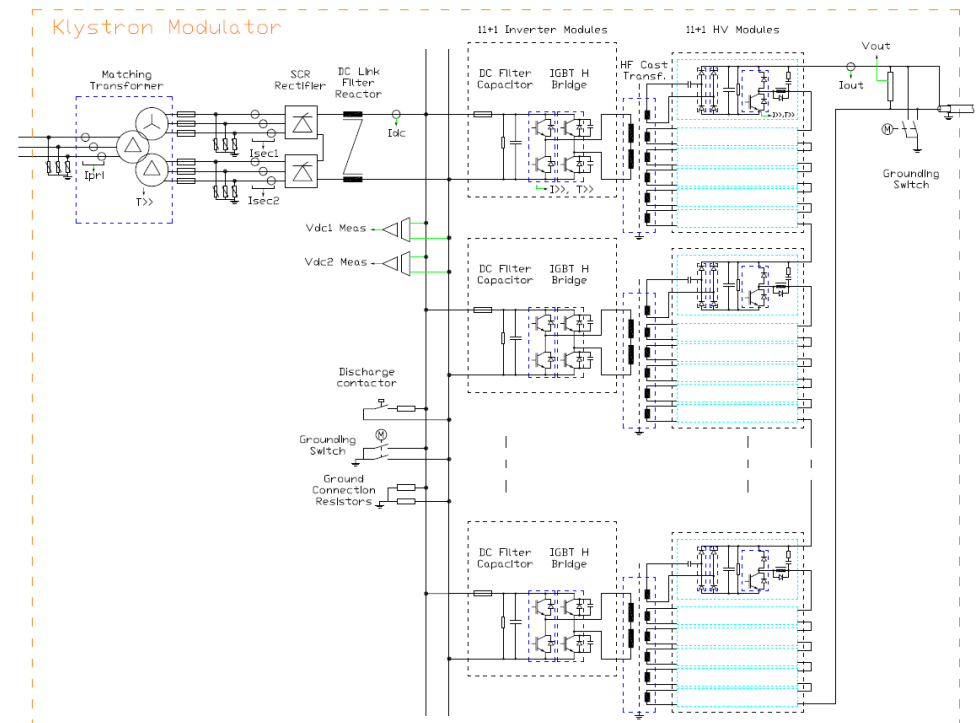 Klystron Modulator
11+1 Inverter Modules
11+1 HV Modules
Matching
Transformer
SCR
Rectifier
DC Link
Filter
Reactor
DC Filter
Capacitor
IGBT H
Bridge
HF Cast
Transf.
Vout
Iout
Idc
Ipri
Isec1
Isec2
T>>
I>>, T>>
I>>,T>>
M
Grounding
Switch
Vdc1 Meas
Vdc2 Meas
DC Filter
Capacitor
IGBT H
Bridge
Discharge
contactor
M
Grounding
Switch
Ground
Connection
Resistors
DC Filter
Capacitor
IGBT H
Bridge